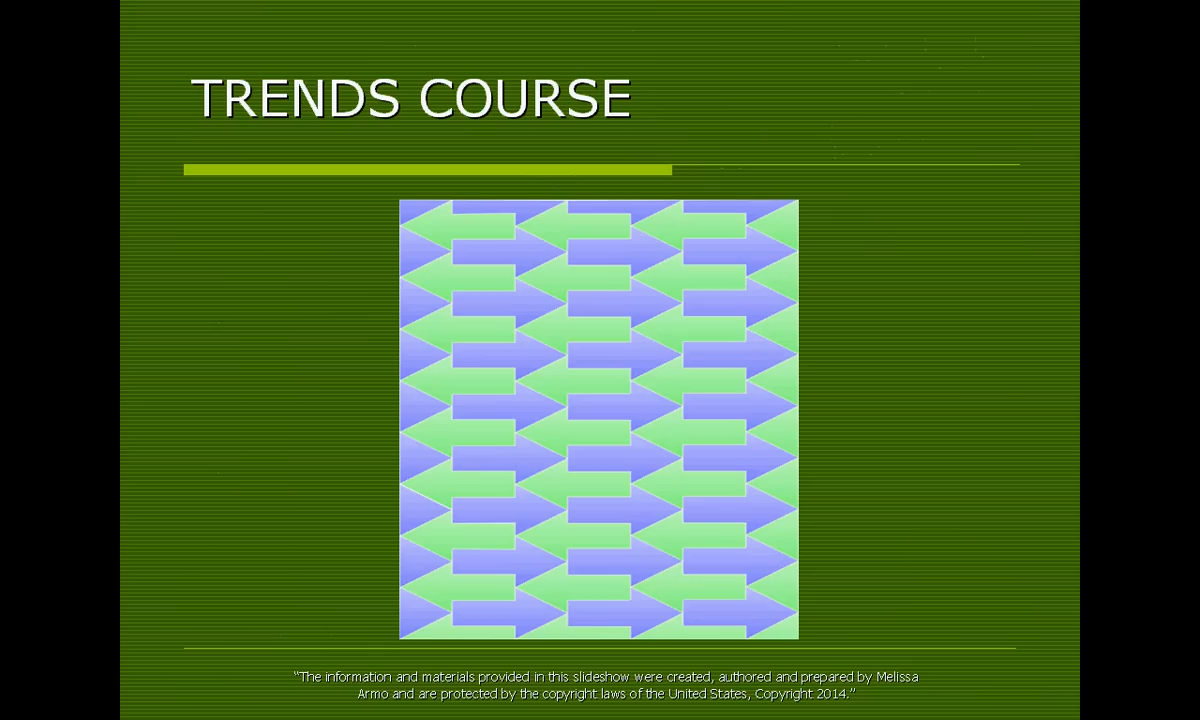 TRENDS COURSE
“The information and materials provided in this slideshow were created, authored and prepared by Melissa
Armo and are protected by the copyright laws of the United States, Copyright 2014.”